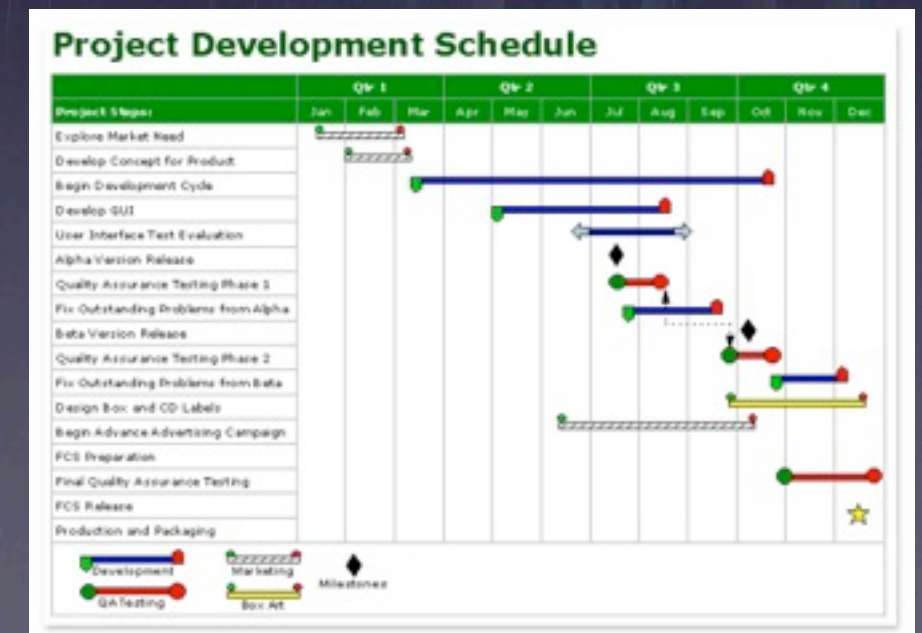 Project Development Schedule
Qtr 1 Qtr 2 Qtr 3 Qtr 4
Project Steps: Jan Feb Mar Apr May Jun Jul Aug Sep Oct Nov Dec
Explore Market Need
Develop Concept for Product
Begin Development Cycle
Develop GUI
User Interface Test Evaluation
Alpha Version Release
Quality Assurance Testing Phase 1
Fix Outstanding Problems from Alpha
Beta Version Release
Quality Assurance Testing Phase 2
Fix Outstanding Problems from Beta
Design Box and CD Labels
Begin Advance Advertising Campaign
FCS Preparation
Final Quality Assurance Testing
FCS Release
Production and Packaging
Development Marketing
Milestones
QA Testing Box Art